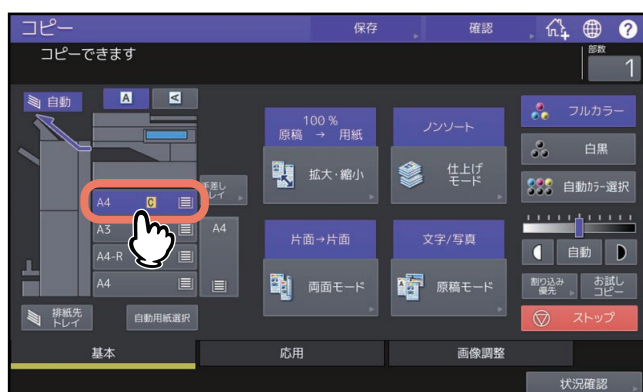 コピー
保存
確認
?
コピーできます
部数
1
自動
A
A
100 %
原稿 → 用紙
ノンソート
フルカラー
拡大・縮小
仕上げ
モード
白黒
手差し
トレイ
自動カラー選択
A4
C
A3
A4
A4-R
A4
片面→片面
文字/写真
自動
両面モード
原稿モード
割り込み
優先
お試し
コピー
排紙先
トレイ
自動用紙選択
ストップ
基本
応用
画像調整
状況確認